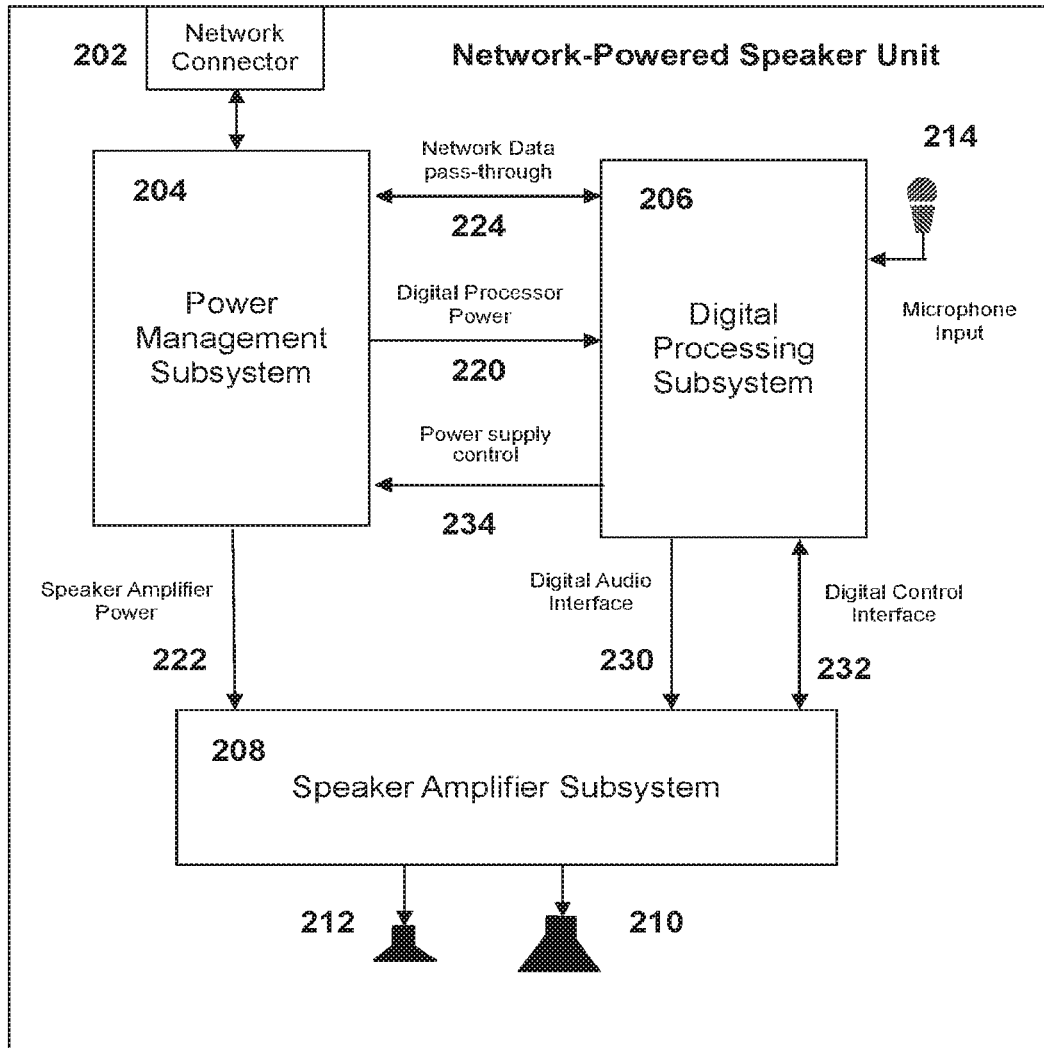 202
Network
Connector
Network-Powered Speaker Unit
214
204
Network Data
pass-through
224
206
Power
Management
Subsystem
Digital Processor
Power
220
Digital
Processing
Subsystem
Microphone
Input
Power supply
control
234
Speaker Amplifier
Power
222
Digital Audio
Interface
230
Digital Control
Interface
232
208
Speaker Amplifier Subsystem
212
210